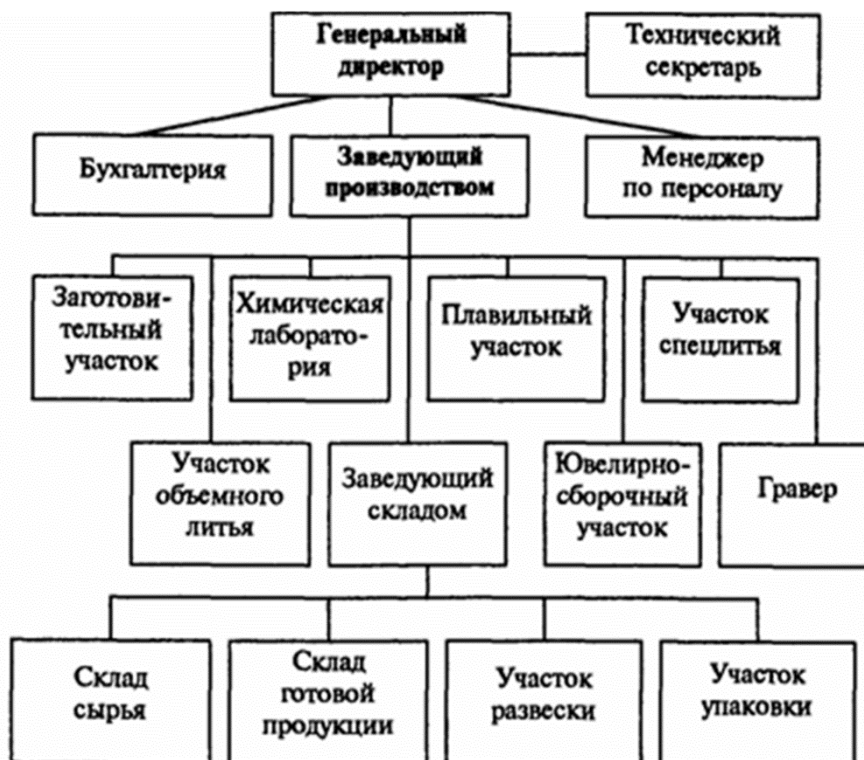 Генеральный
директор
Технический
секретарь
Бухгалтерия
Заведующий
производством
Менеджер
по персоналу
Заготови-
тельный
участок
Химическая
лаборато-
рия
Плавильный
участок
Участок
спецлитья
Участок
объемного
литья
Заведующий
складом
Ювелирно-
сборочный
участок
Гравер
Склад
сырья
Склад
готовой
продукции
Участок
развески
Участок
упаковки